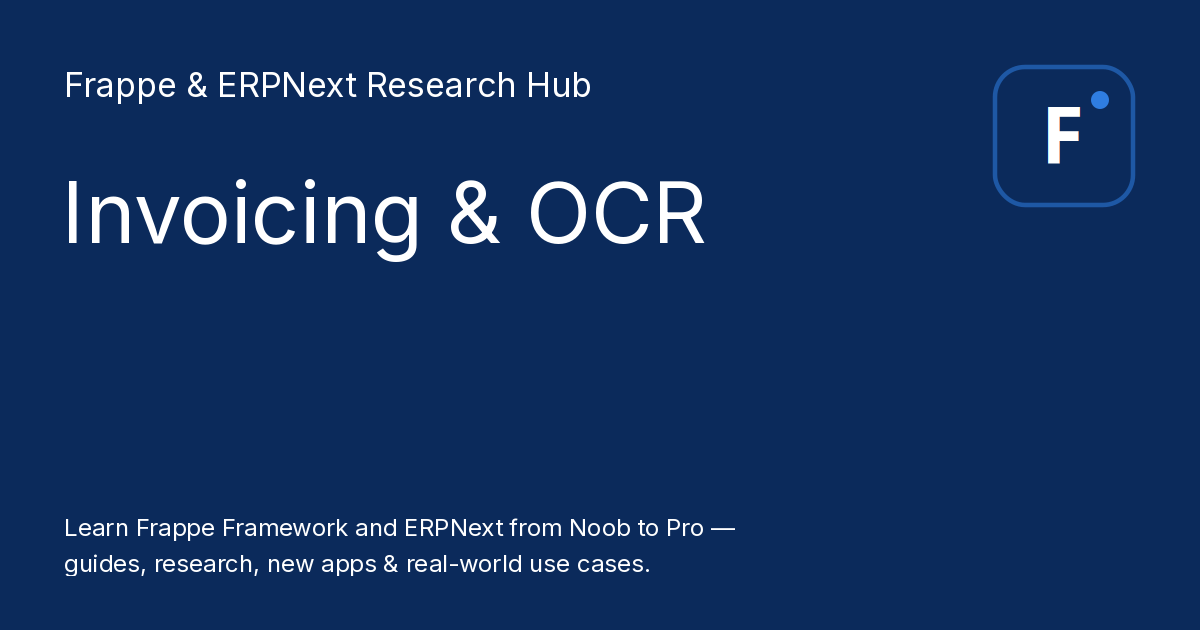 Frappe & ERPNext Research Hub
F
Invoicing & OCR
Learn Frappe Framework and ERPNext from Noob to Pro —
guides, research, new apps & real-world use cases.